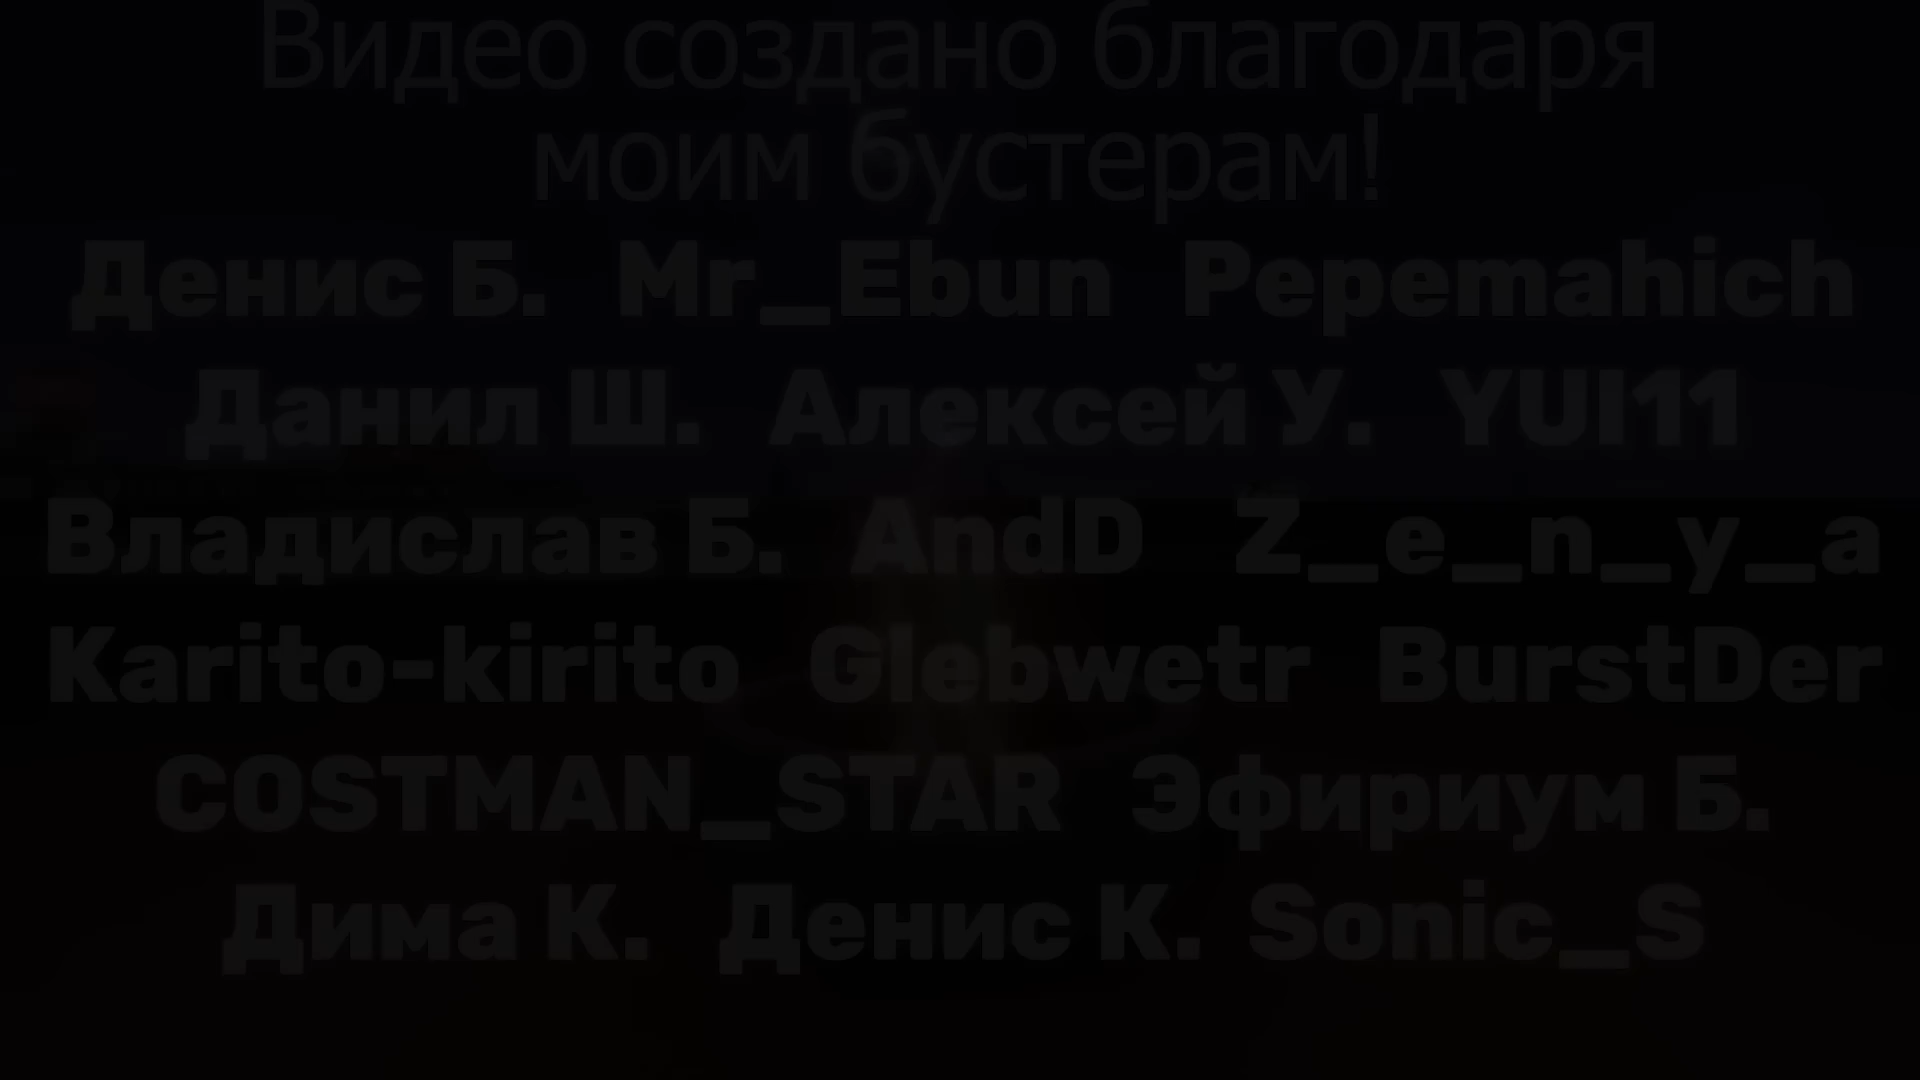 Видео создано благодаря
моим бустерам!
Денис Б. Mr_Ebun Pepemahich
Данил Ш. Алексей У. YUI11
Владислав Б. AndD Z_e_n_y_a
Karito-kirito Glebwetr BurstDer
COSTMAN_STAR Эфириум Б.
Дима К. Денис К. Sonic_S